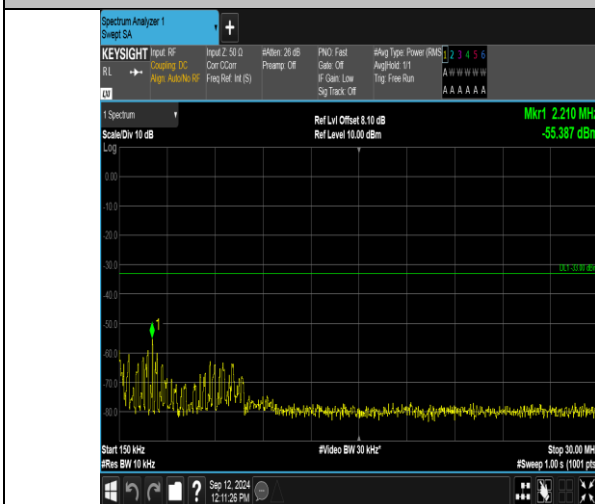 Spectrum Analyzer 1
Swept SA
+
KEYSIGHT Input: RF Input Z: 50 Ω #Atten: 26 dB PNO: Fast #Avg Type: Power (RMS 1 2 3 4 5 6
RL Coupling: DC Corr CCorr Preamp: Off Gate: Off Avg|Hold: 1/1 A W W W W W
Align: Auto/No RF Freq Ref: Int (S) IF Gain: Low Trig: Free Run
Sig Track: Off A A A A A A
1 Spectrum Ref Lvl Offset 8.10 dB Mkr1 2.210 MHz
Scale/Div 10 dB Ref Level 10.00 dBm -55.387 dBm
Log
0.00
-10.0
-20.0
-30.0
DL1 -33.00 dBm
-40.0
1
-50.0
-60.0
-70.0
-80.0
Start 150 kHz #Video BW 30 kHz* Stop 30.00 MHz
#Res BW 10 kHz #Sweep 1.00 s (1001 pts
? Sep 12, 2024
12:11:26 PM